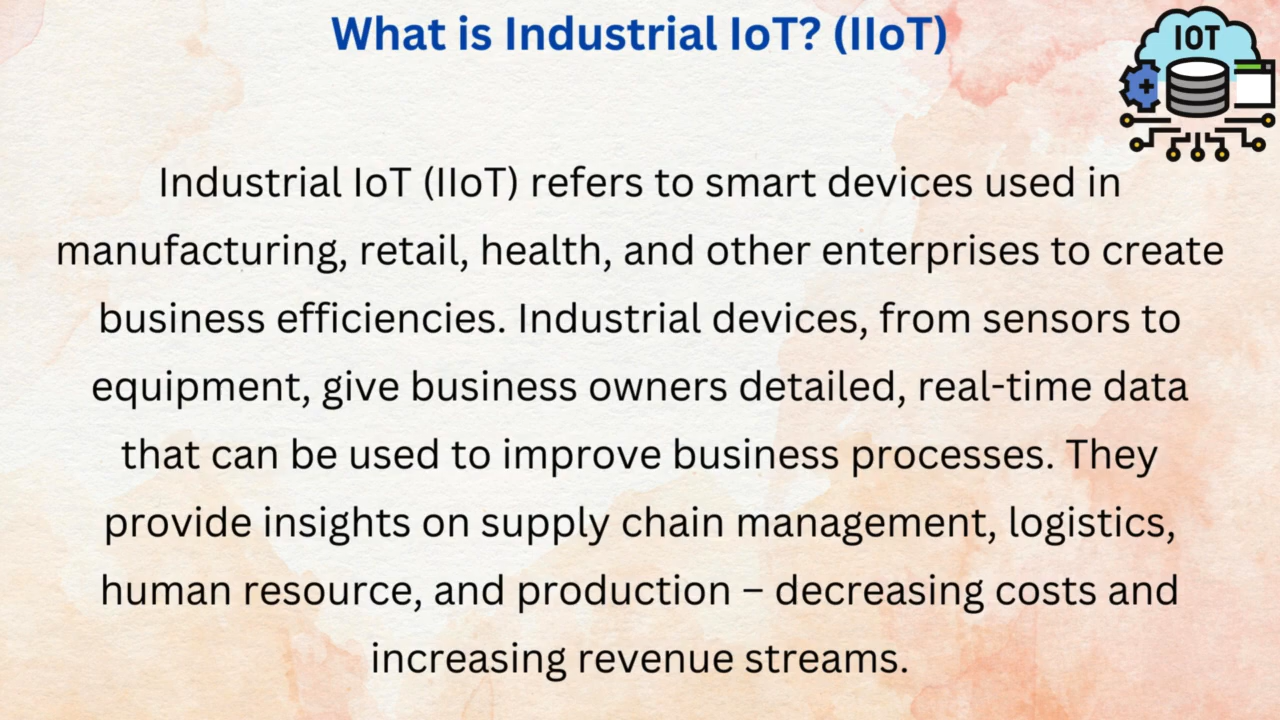 What is Industrial IoT? (IIoT)
IOT
Industrial IoT (IIoT) refers to smart devices used in
manufacturing, retail, health, and other enterprises to create
business efficiencies. Industrial devices, from sensors to
equipment, give business owners detailed, real-time data
that can be used to improve business processes. They
provide insights on supply chain management, logistics,
human resource, and production – decreasing costs and
increasing revenue streams.